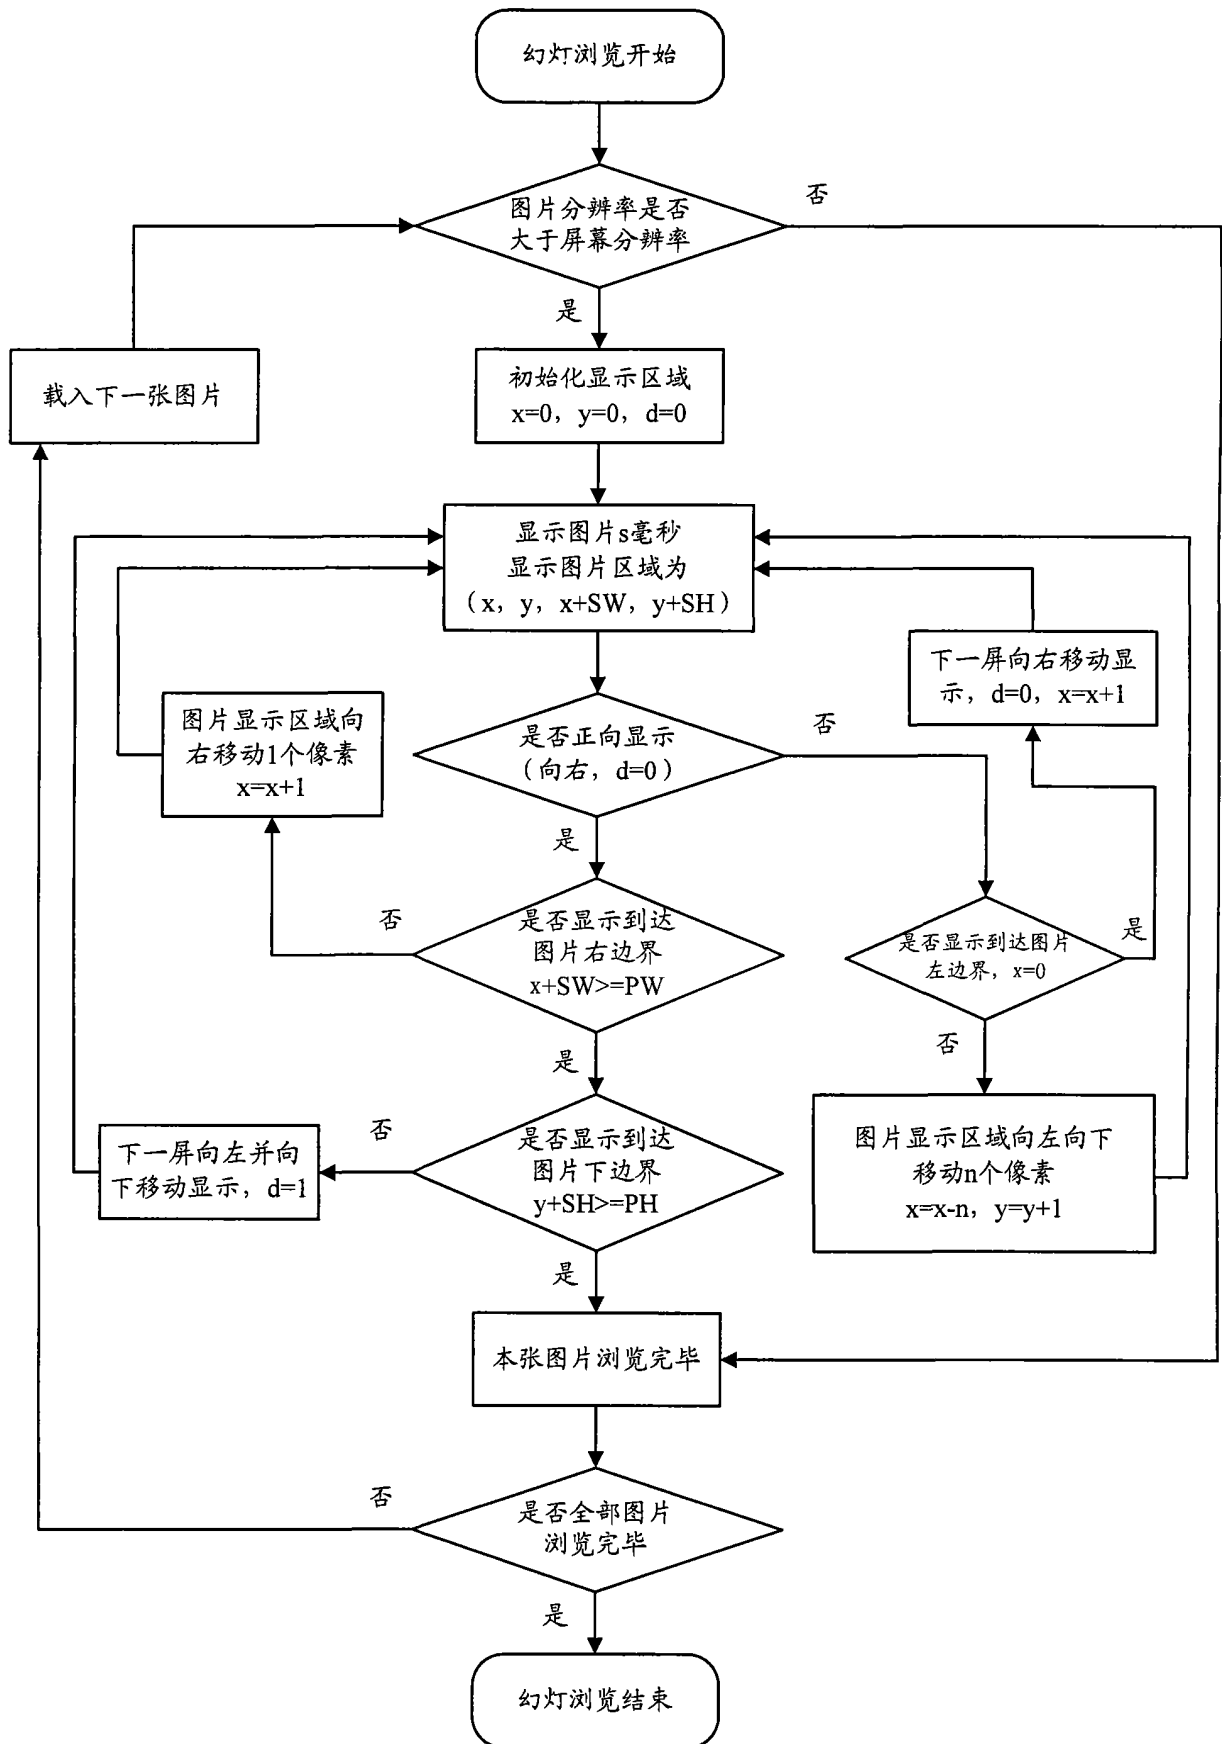 幻灯浏览开始
图片分辨率是否
大于屏幕分辨率
否
是
载入下一张图片
初始化显示区域
x=0，y=0，d=0
显示图片s毫秒
显示图片区域为
（x，y，x+SW，y+SH）
下一屏向右移动显
示，d=0，x=x+1
图片显示区域向
右移动1个像素
x=x+1
是否正向显示
（向右，d=0）
否
是
否
是否显示到达
图片右边界
x+SW>=PW
是否显示到达图片
左边界，x=0
是
是
否
下一屏向左并向
下移动显示，d=1
否
是否显示到达
图片下边界
y+SH>=PH
图片显示区域向左向下
移动n个像素
x=x-n，y=y+1
是
本张图片浏览完毕
否
是否全部图片
浏览完毕
是
幻灯浏览结束